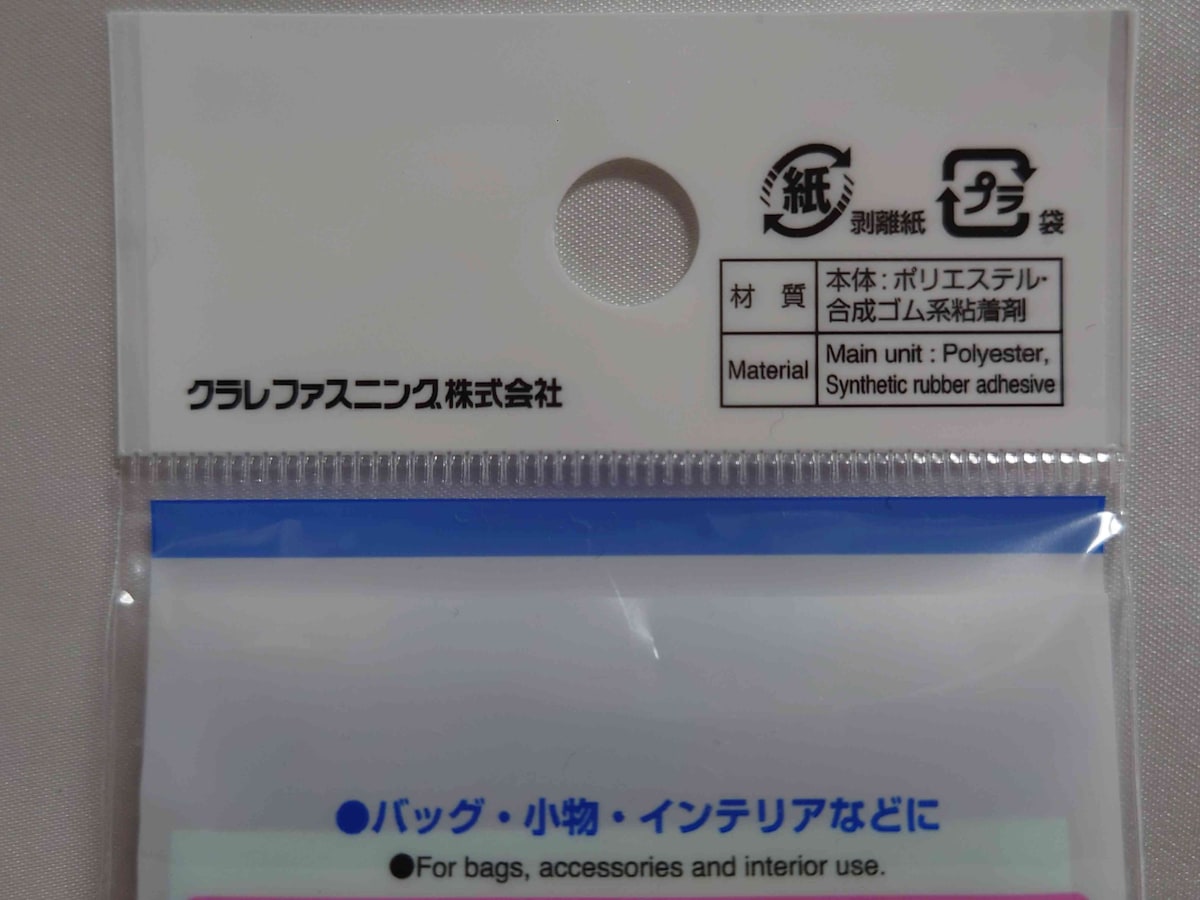 紙 剥離紙 プラ 袋
材 質 本体：ポリエステル・
合成ゴム系粘着剤
Material Main unit : Polyester,
Synthetic rubber adhesive
クラレファスニング株式会社
●バッグ・小物・インテリアなどに
●For bags, accessories and interior use.